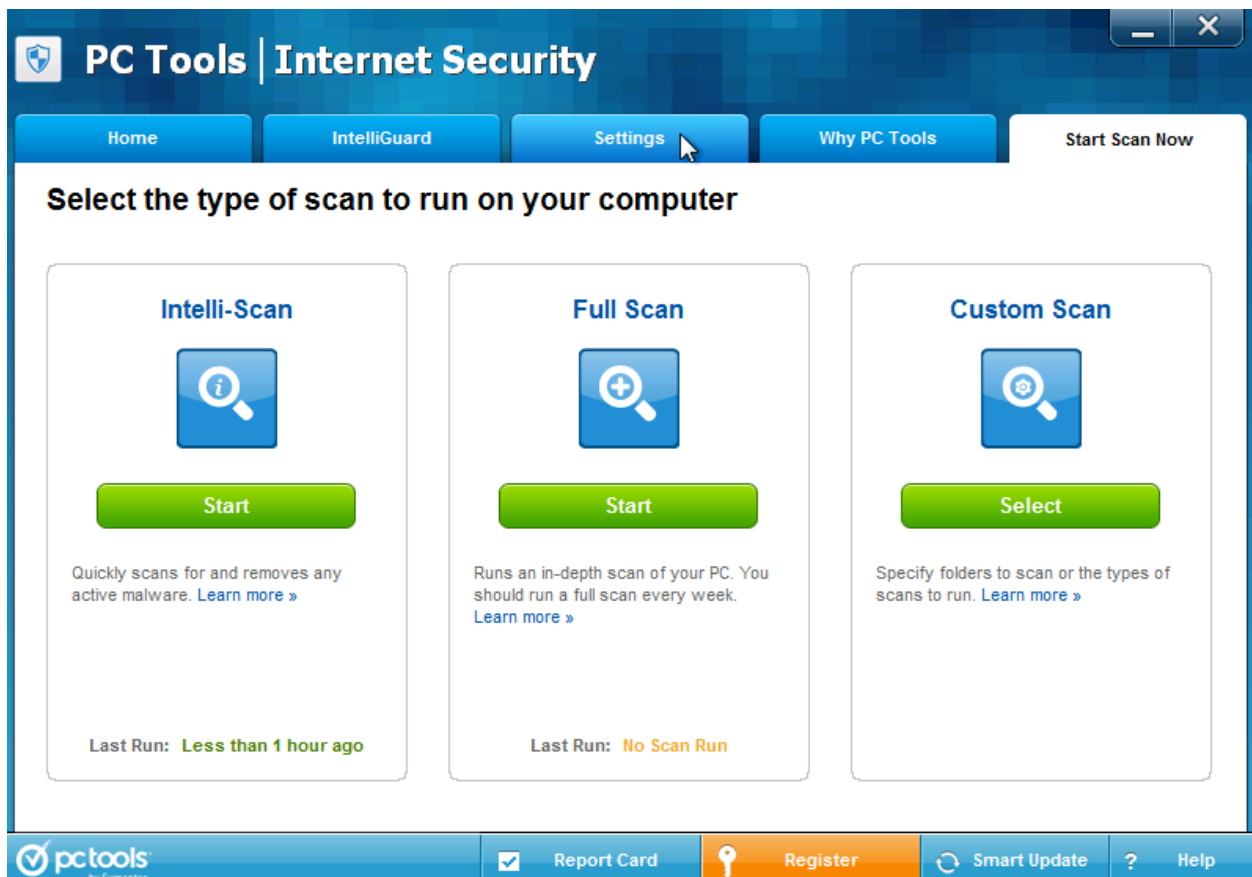 PC Tools | Internet Security
Home
IntelliGuard
Settings
Why PC Tools
Start Scan Now
Select the type of scan to run on your computer
Intelli-Scan
Start
Quickly scans for and removes any
active malware. Learn more »
Last Run: Less than 1 hour ago
Full Scan
Start
Runs an in-depth scan of your PC. You
should run a full scan every week.
Learn more »
Last Run: No Scan Run
Custom Scan
Select
Specify folders to scan or the types of
scans to run. Learn more »
pctools
by Symantec
Report Card
Register
Smart Update
? Help